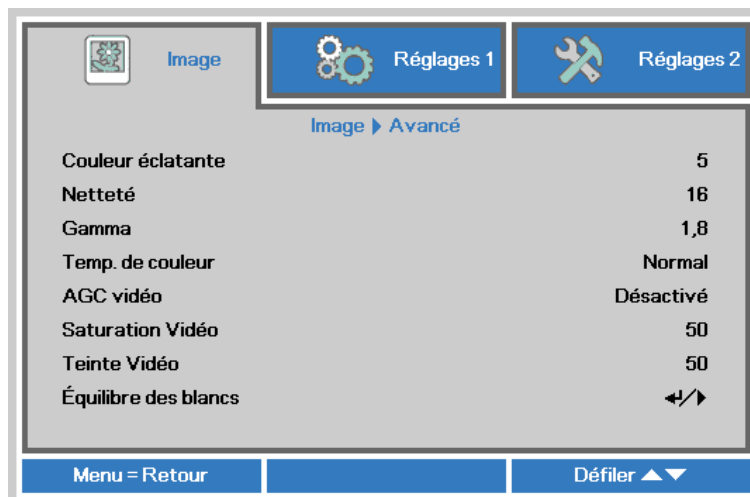 Image
Réglages 1
Réglages 2
Image ▶ Avancé
Couleur éclatante 5
Netteté 16
Gamma 1,8
Temp. de couleur Normal
AGC vidéo Désactivé
Saturation Vidéo 50
Teinte Vidéo 50
Équilibre des blancs ↵/▶
Menu = Retour
Défiler ▲▼